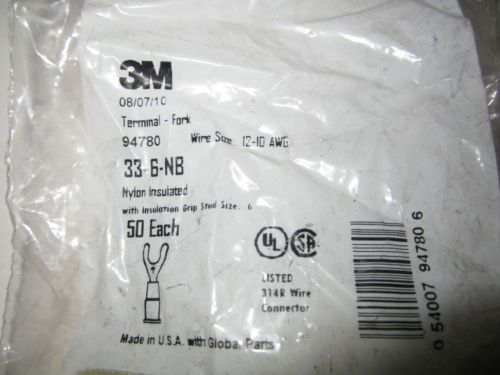 3M
08/07/10
Terminal - Fork
94780 Wire Size: 12-10 AWG
33-6-NB
Nylon Insulated
with Insulation Grip Stud Size: 6
50 Each
UL SA
LISTED
314R Wire
Connector
Made in U.S.A. with Global Parts
0 54007 94780 6